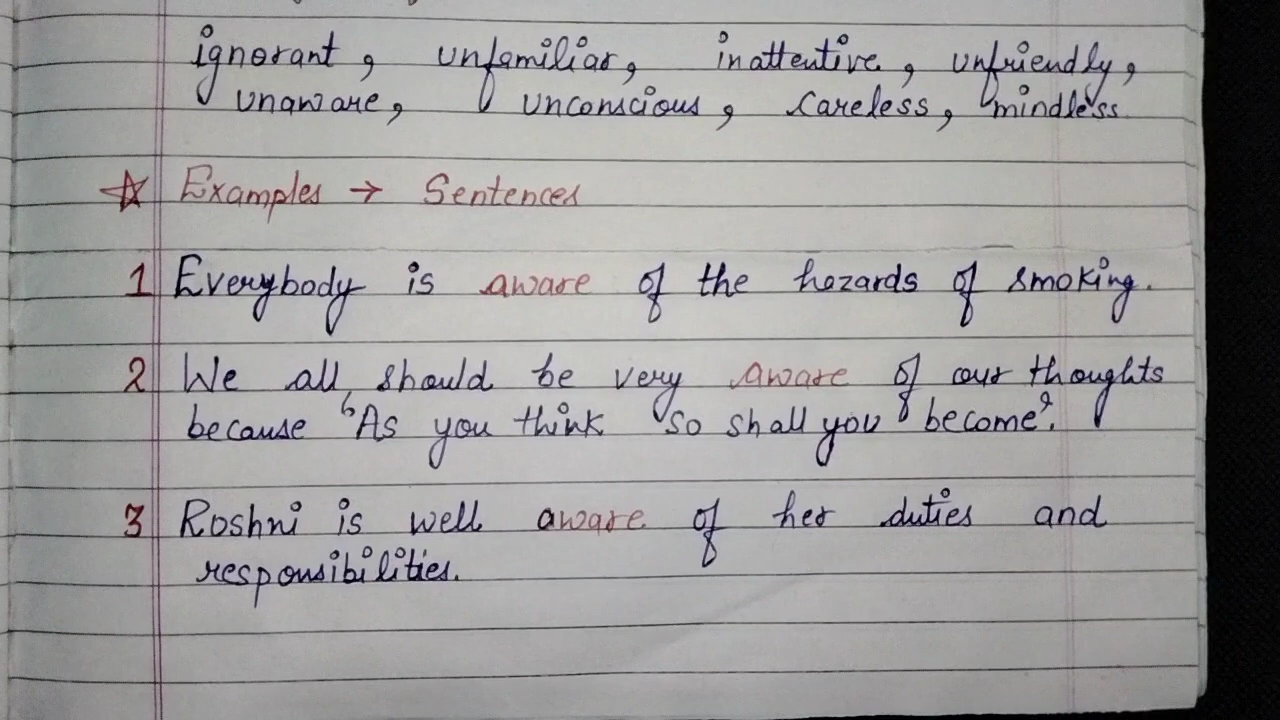 ignorant, unfamiliar, inattentive, unfriendly,
unaware, unconscious, careless, mindless
☆ Examples → Sentences
1 Everybody is aware of the hazards of smoking.
2 We all should be very aware of our thoughts
because "As you think so shall you become".
3 Roshni is well aware of her duties and
responsibilities.